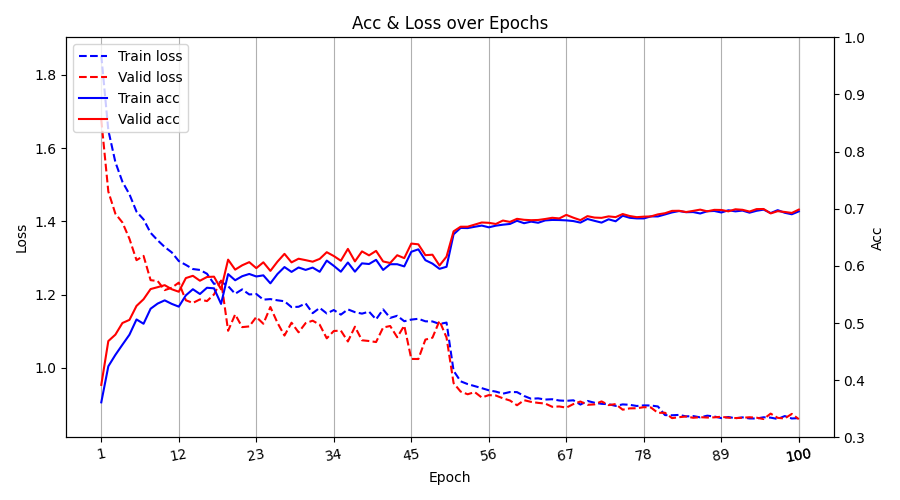 Acc & Loss over Epochs
Train loss
Valid loss
Train acc
Valid acc
Loss
1.8
1.6
1.4
1.2
1.0
Acc
1.0
0.9
0.8
0.7
0.6
0.5
0.4
0.3
1 12 23 34 45 56 67 78 89 100
Epoch